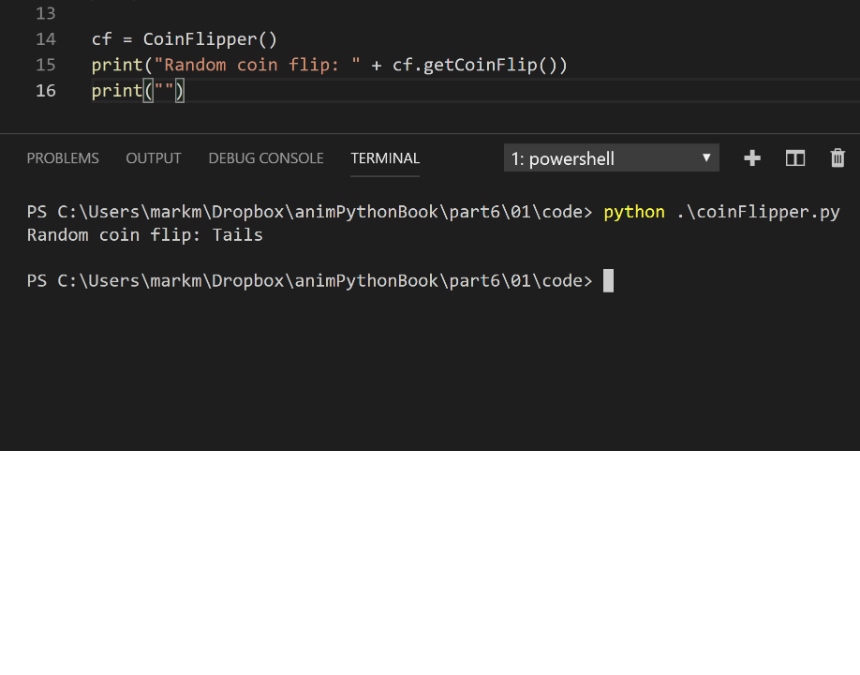 13
14 cf = CoinFlipper()
15 print("Random coin flip: " + cf.getCoinFlip())
16 print("")
PROBLEMS OUTPUT DEBUG CONSOLE TERMINAL 1: powershell
PS C:\Users\markm\Dropbox\animPythonBook\part6\01\code> python .\coinFlipper.py
Random coin flip: Tails
PS C:\Users\markm\Dropbox\animPythonBook\part6\01\code>